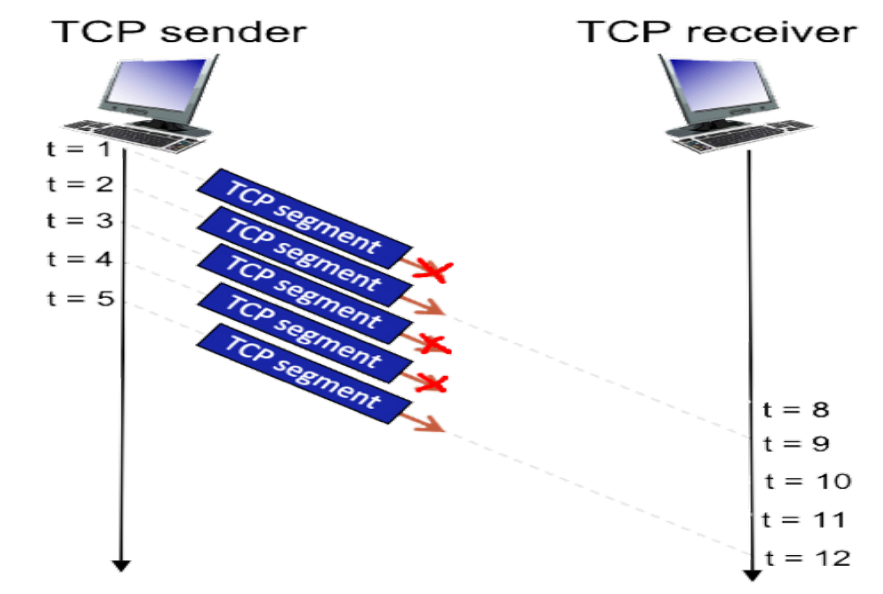 TCP sender
TCP receiver
t = 1
t = 2
t = 3
t = 4
t = 5
TCP segment
TCP segment
TCP segment
TCP segment
TCP segment
t = 8
t = 9
t = 10
t = 11
t = 12